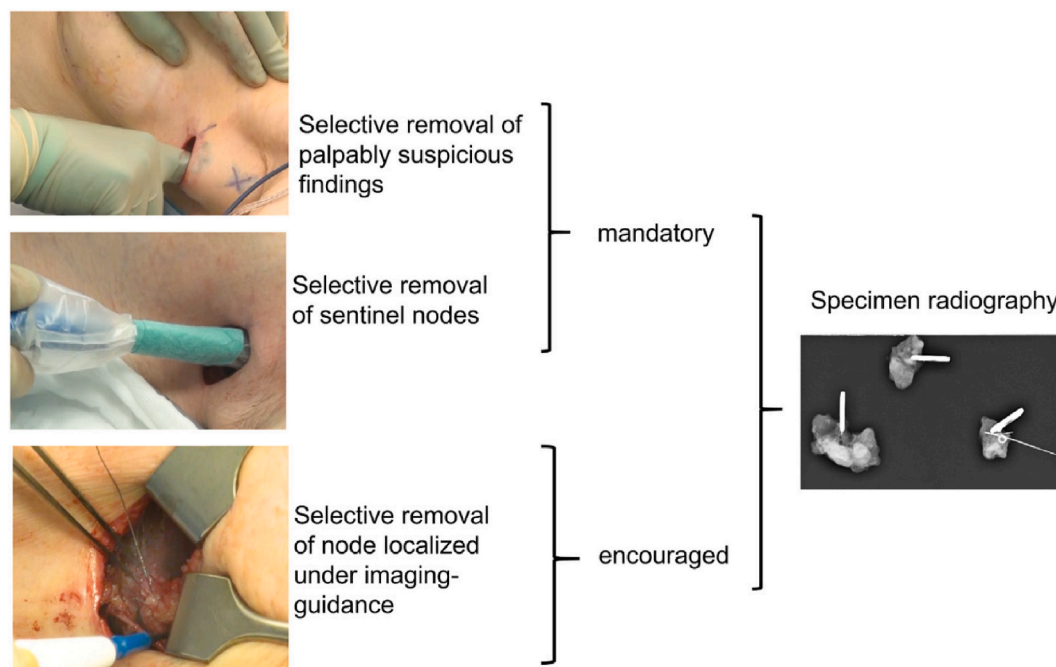 Selective removal of
palpably suspicious
findings
mandatory
Selective removal
of sentinel nodes
Specimen radiography
Selective removal
of node localized
under imaging-
guidance
encouraged